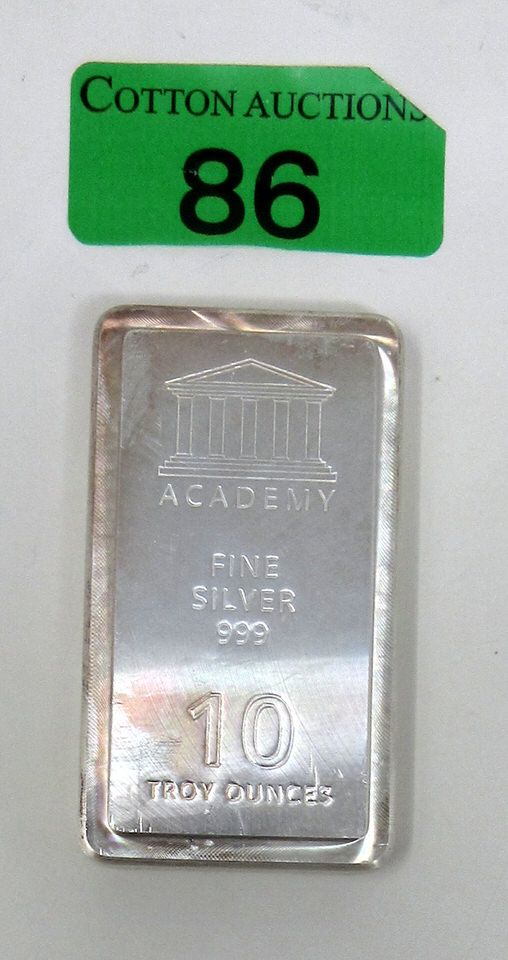 COTTON AUCTIONS
86
ACADEMY
FINE
SILVER
999
10
TROY OUNCES